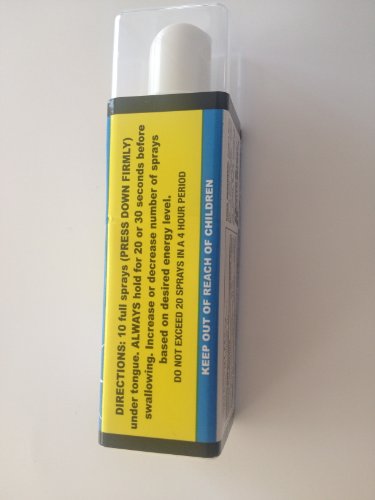 DIRECTIONS: 10 full sprays (PRESS DOWN FIRMLY)
under tongue. ALWAYS hold for 20 or 30 seconds before
swallowing. Increase or decrease number of sprays
based on desired energy level.
DO NOT EXCEED 20 SPRAYS IN A 4 HOUR PERIOD
KEEP OUT OF REACH OF CHILDREN